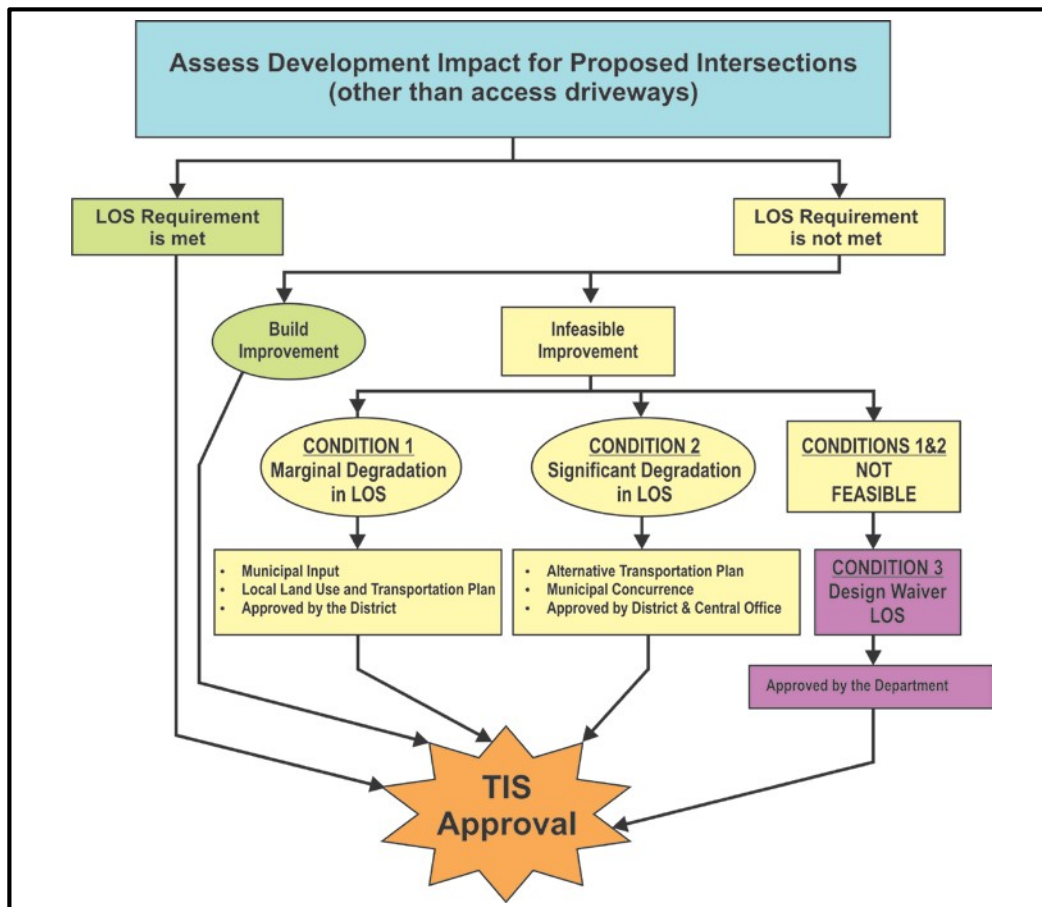 Assess Development Impact for Proposed Intersections
(other than access driveways)
LOS Requirement
is met
LOS Requirement
is not met
Build
Improvement
Infeasible
Improvement
CONDITION 1
Marginal Degradation
in LOS
CONDITION 2
Significant Degradation
in LOS
CONDITIONS 1&2
NOT
FEASIBLE
• Municipal Input
• Local Land Use and Transportation Plan
• Approved by the District
• Alternative Transportation Plan
• Municipal Concurrence
• Approved by District & Central Office
CONDITION 3
Design Waiver
LOS
Approved by the Department
TIS
Approval